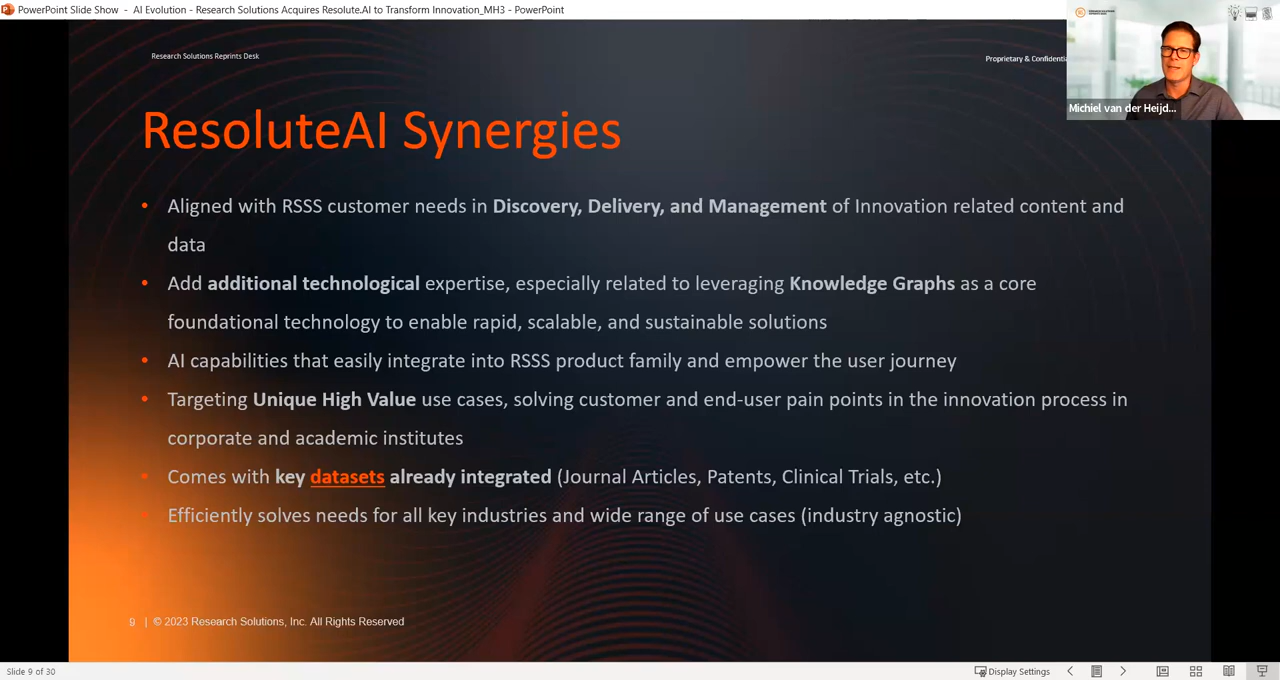 PowerPoint Slide Show - AI Evolution - Research Solutions Acquires Resolute.AI to Transform Innovation_MH3 - PowerPoint
Research Solutions Reprints Desk
Proprietary & Confidentia
Michiel van der Heijd...
ResoluteAI Synergies
• Aligned with RSSS customer needs in Discovery, Delivery, and Management of Innovation related content and
data
• Add additional technological expertise, especially related to leveraging Knowledge Graphs as a core
foundational technology to enable rapid, scalable, and sustainable solutions
• AI capabilities that easily integrate into RSSS product family and empower the user journey
• Targeting Unique High Value use cases, solving customer and end-user pain points in the innovation process in
corporate and academic institutes
• Comes with key datasets already integrated (Journal Articles, Patents, Clinical Trials, etc.)
• Efficiently solves needs for all key industries and wide range of use cases (industry agnostic)
9 | © 2023 Research Solutions, Inc. All Rights Reserved
Slide 9 of 30
Display Settings